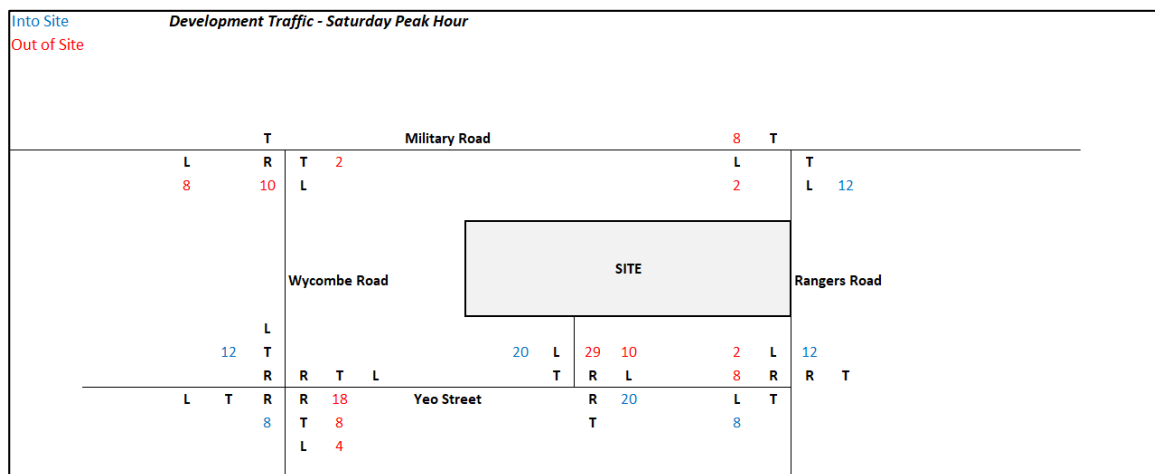 Into Site Development Traffic - Saturday Peak Hour
Out of Site
T Military Road 8 T
L R T 2 L T
8 10 L 2 L 12
SITE
Wycombe Road Rangers Road
L
12 T 20 L 29 10 2 L 12
R R T L T R L 8 R R T
L T R R 18 Yeo Street R 20 L T
8 T 8 T 8
L 4